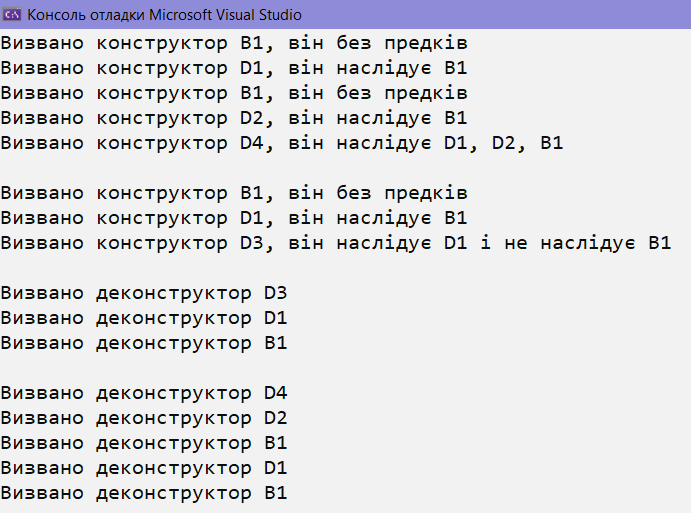 Консоль отладки Microsoft Visual Studio
Визвано конструктор B1, він без предків
Визвано конструктор D1, він наслідує B1
Визвано конструктор B1, він без предків
Визвано конструктор D2, він наслідує B1
Визвано конструктор D4, він наслідує D1, D2, B1
Визвано конструктор B1, він без предків
Визвано конструктор D1, він наслідує B1
Визвано конструктор D3, він наслідує D1 і не наслідує B1
Визвано деконструктор D3
Визвано деконструктор D1
Визвано деконструктор B1
Визвано деконструктор D4
Визвано деконструктор D2
Визвано деконструктор B1
Визвано деконструктор D1
Визвано деконструктор B1